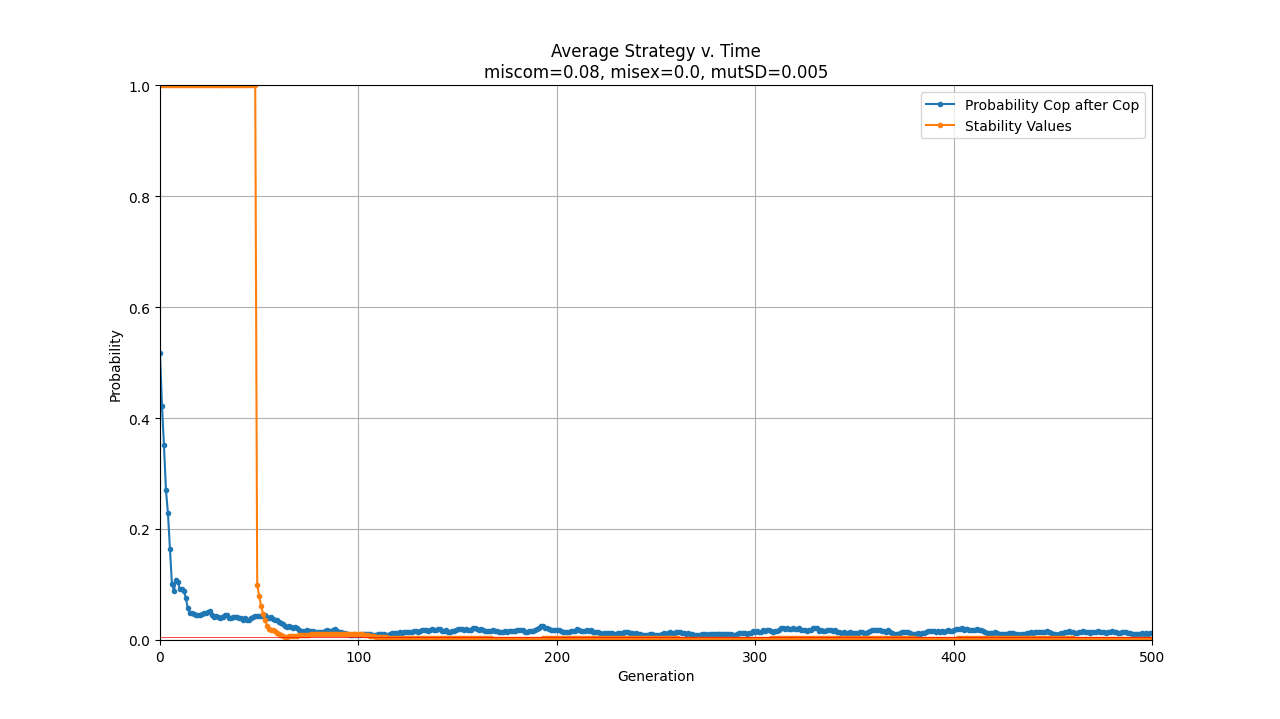 Average Strategy v. Time
miscom=0.08, misex=0.0, mutSD=0.005
Probability Cop after Cop
Stability Values
1.0
0.8
0.6
0.4
0.2
0.0
Probability
0 100 200 300 400 500
Generation